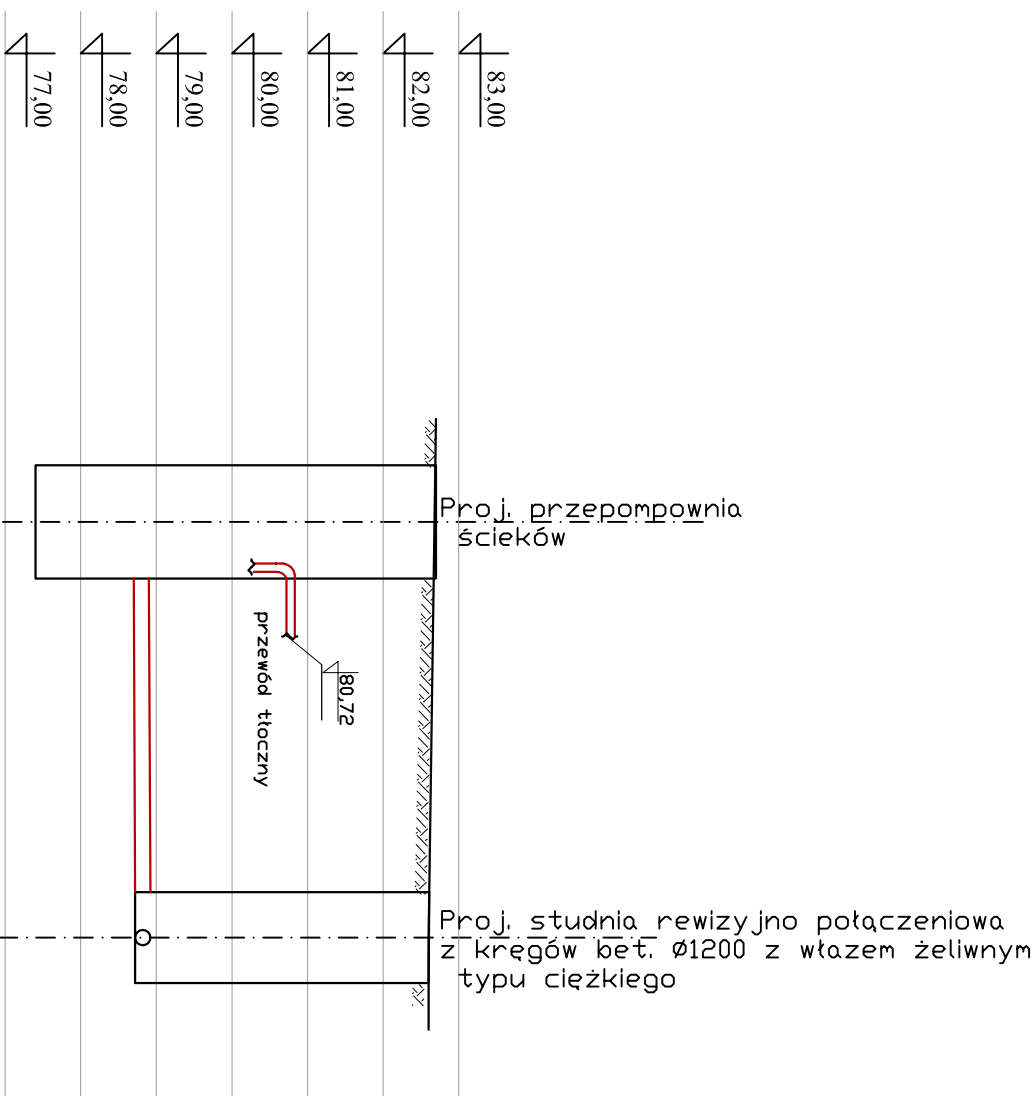 77,00
78,00
79,00
80,00
81,00
82,00
83,00
Proj. przepompownia
ścieków
przewód tłoczny
80,72
Proj. studnia rewizyjno połączeniowa
z kręgów bet. Ø1200 z włazem żeliwnym
typu ciężkiego